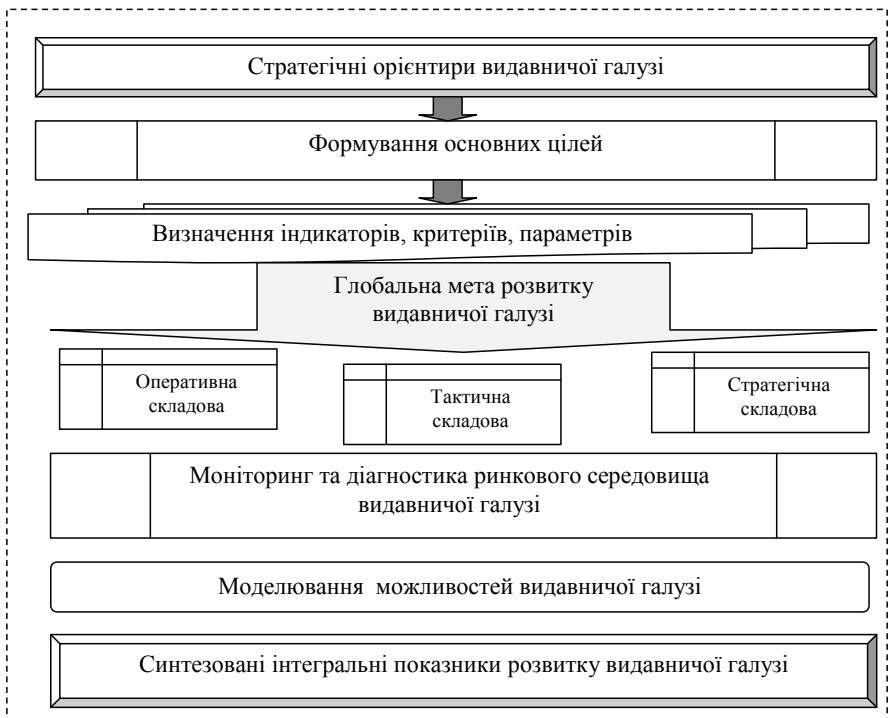 Стратегічні орієнтири видавничої галузі
Формування основних цілей
Визначення індикаторів, критеріїв, параметрів
Глобальна мета розвитку
видавничої галузі
Оперативна
складова
Тактична
складова
Стратегічна
складова
Моніторинг та діагностика ринкового середовища
видавничої галузі
Моделювання можливостей видавничої галузі
Синтезовані інтегральні показники розвитку видавничої галузі